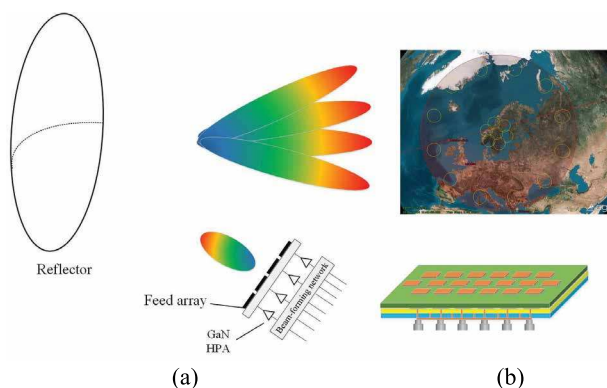 Reflector
Feed array
GaN
HPA
Beam-forming network
(a)
(b)